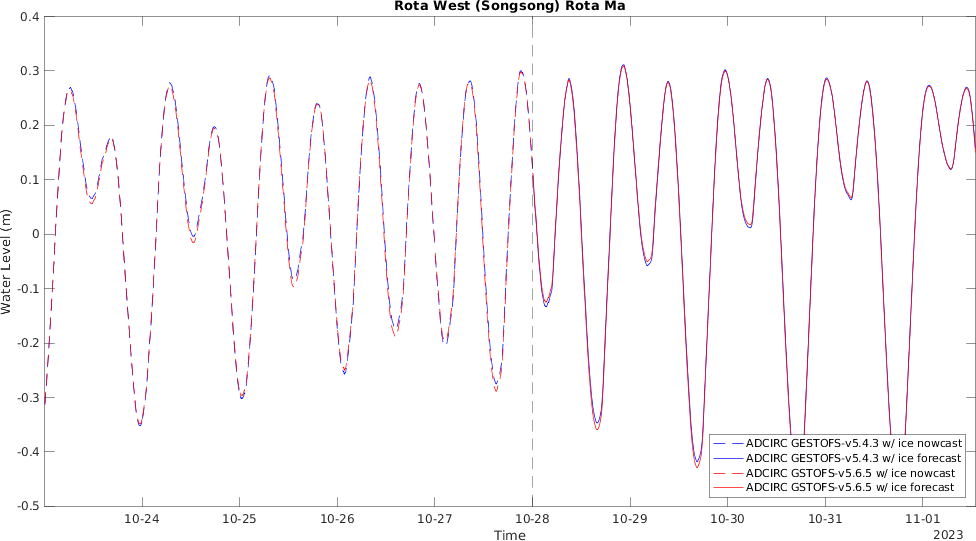 Rota West (Songsong) Rota Ma
0.4
0.3
0.2
0.1
0
-0.1
-0.2
-0.3
-0.4
-0.5
Water Level (m)
ADCIRC GESTOFS-v5.4.3 w/ ice nowcast
ADCIRC GESTOFS-v5.4.3 w/ ice forecast
ADCIRC GSTOFS-v5.6.5 w/ ice nowcast
ADCIRC GSTOFS-v5.6.5 w/ ice forecast
10-24 10-25 10-26 10-27 10-28 10-29 10-30 10-31 11-01
Time
2023